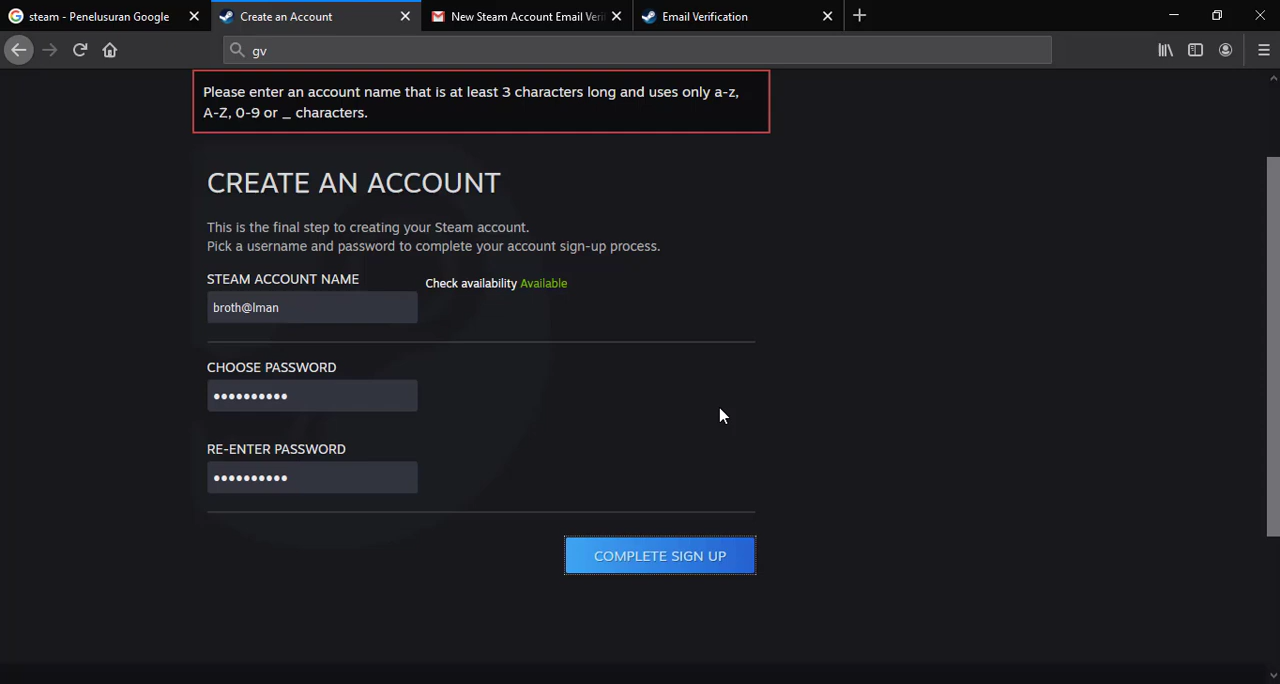 steam - Penelusuran Google
Create an Account
New Steam Account Email Veri
Email Verification
gv
Please enter an account name that is at least 3 characters long and uses only a-z,
A-Z, 0-9 or _ characters.
CREATE AN ACCOUNT
This is the final step to creating your Steam account.
Pick a username and password to complete your account sign-up process.
STEAM ACCOUNT NAME
Check availability Available
broth@lman
CHOOSE PASSWORD
••••••••••
RE-ENTER PASSWORD
••••••••••
COMPLETE SIGN UP